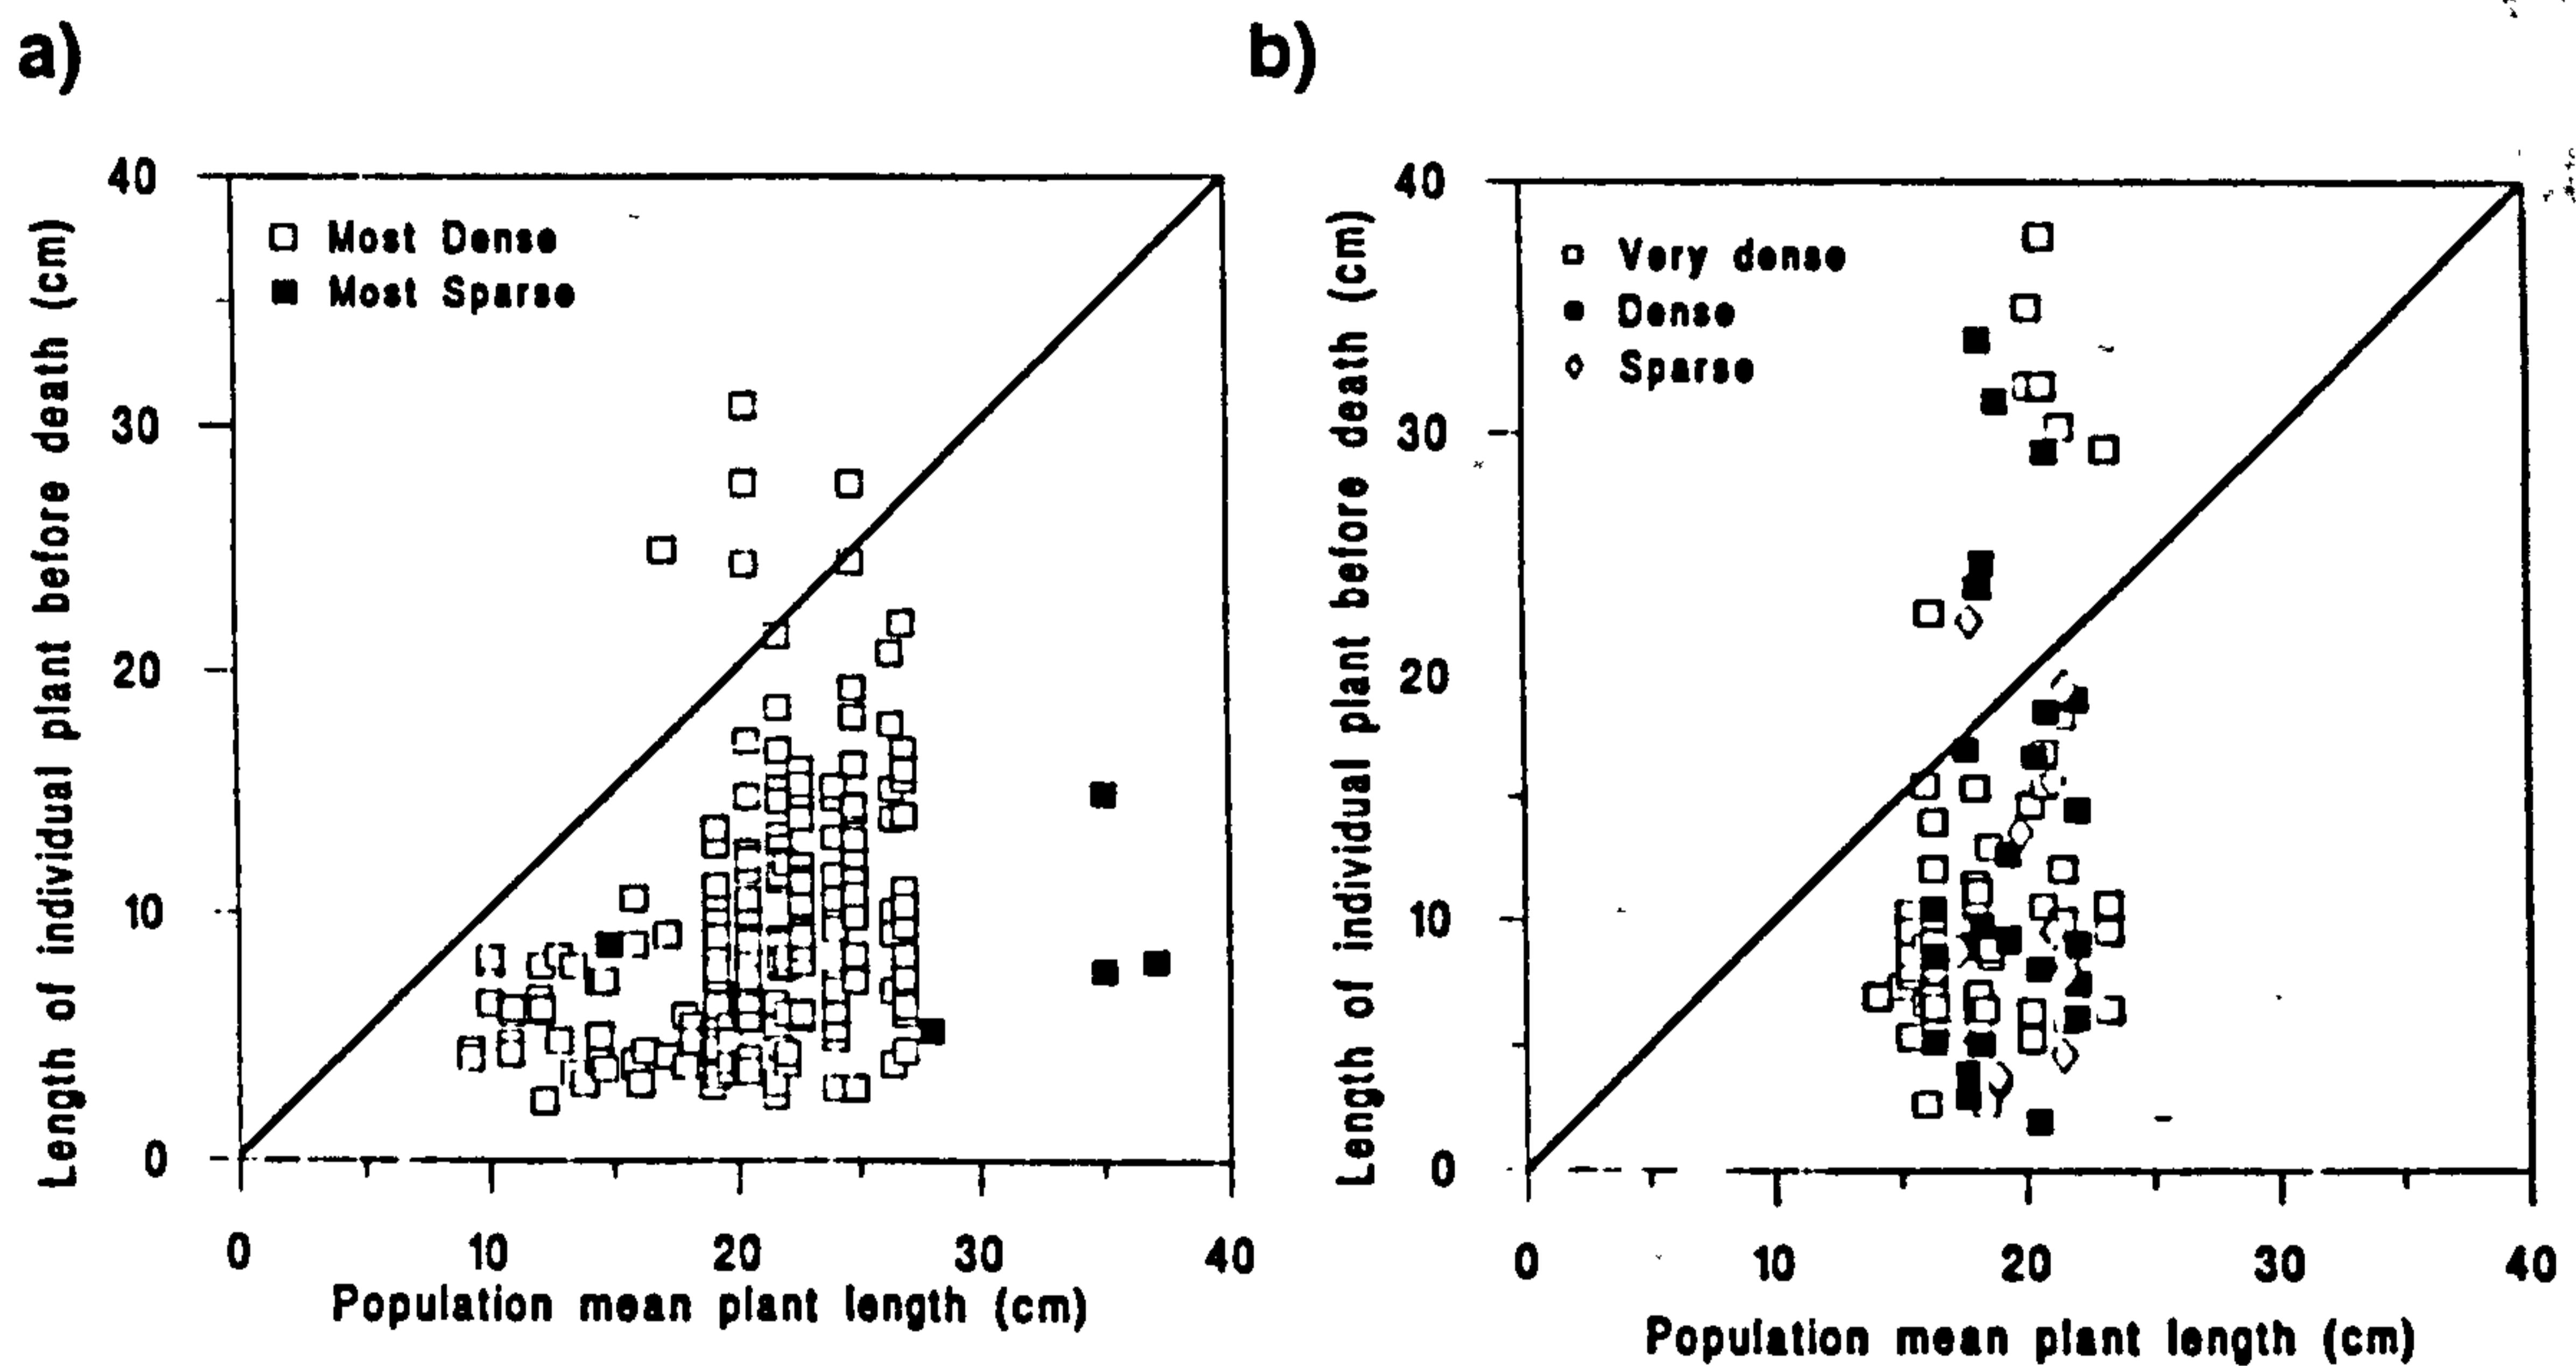 a)
40
30
20
10
0
Length of individual plant before death (cm)
□ Most Dense
■ Most Sparse
0 10 20 30 40
Population mean plant length (cm)
b)
40
30
20
10
0
Length of individual plant before death (cm)
Very dense
Dense
Sparse
0 10 20 30 40
Population mean plant length (cm)